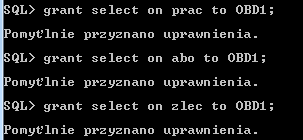 SQL> grant select on prac to OBD1;
Pomyťlnie przyznano uprawnienia.
SQL> grant select on abo to OBD1;
Pomyťlnie przyznano uprawnienia.
SQL> grant select on zlec to OBD1;
Pomyťlnie przyznano uprawnienia.